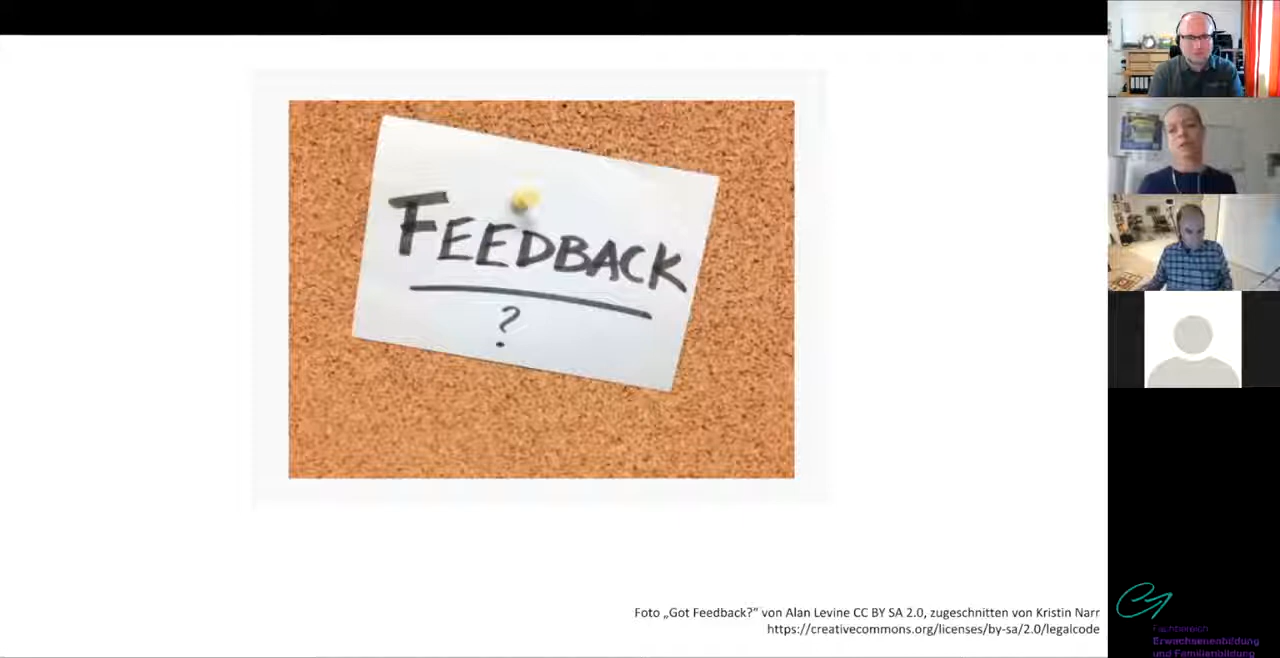 FEEDBACK
?
Foto „Got Feedback?" von Alan Levine CC BY SA 2.0, zugeschnitten von Kristin Narr
https://creativecommons.org/licenses/by-sa/2.0/legalcode
Fachbereich
Erwachsenenbildung
und Familienbildung